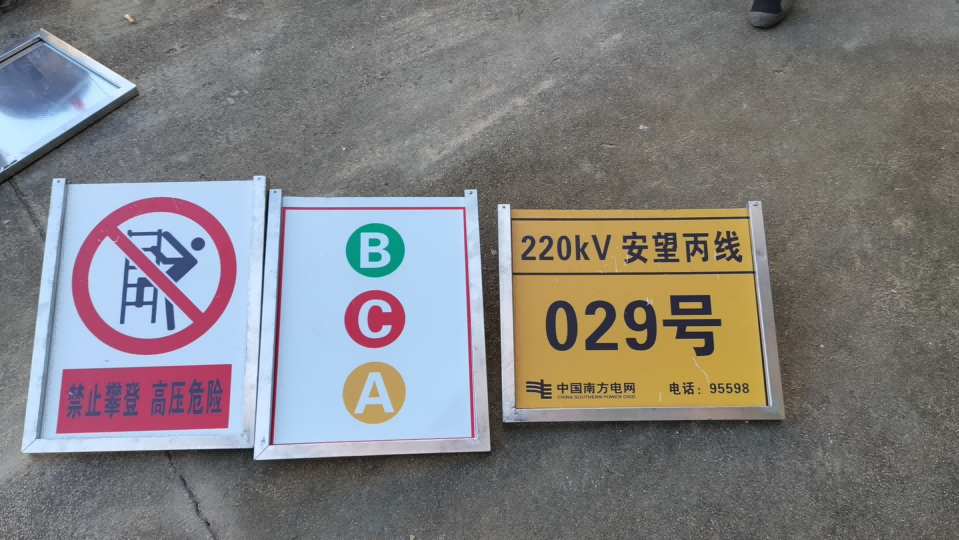 禁止攀登 高压危险
B
C
A
220kV 安望丙线
029号
中国南方电网
CHINA SOUTHERN POWER GRID
电话：95598